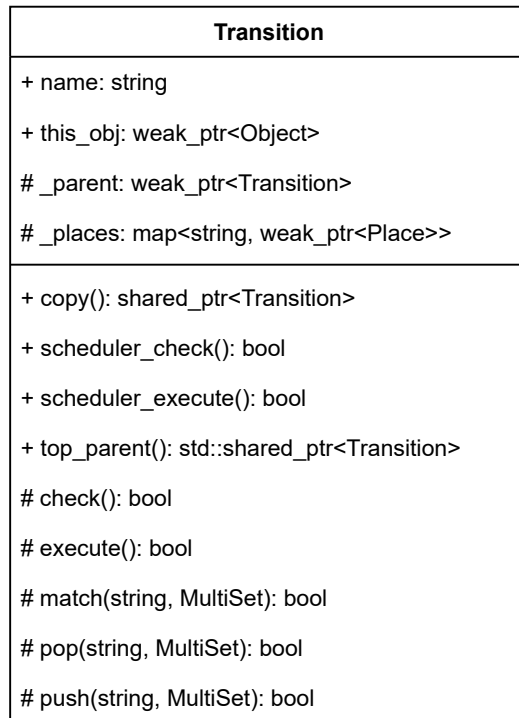 Transition
+ name: string
+ this_obj: weak_ptr<Object>
# _parent: weak_ptr<Transition>
# _places: map<string, weak_ptr<Place>>
+ copy(): shared_ptr<Transition>
+ scheduler_check(): bool
+ scheduler_execute(): bool
+ top_parent(): std::shared_ptr<Transition>
# check(): bool
# execute(): bool
# match(string, MultiSet): bool
# pop(string, MultiSet): bool
# push(string, MultiSet): bool